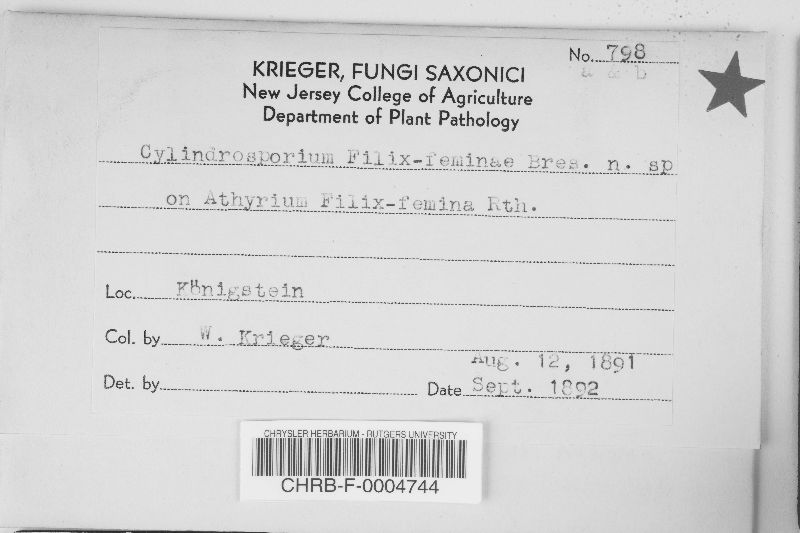 No. 798
a & b
KRIEGER, FUNGI SAXONICI
New Jersey College of Agriculture
Department of Plant Pathology
Cylindrosporium Filix-feminae Bres. n. sp
on Athyrium Filix-femina Rth.
Loc. Königstein
Col. by W. Krieger
Aug. 12, 1891
Det. by Date Sept. 1892
CHRYSLER HERBARIUM - RUTGERS UNIVERSITY
CHRB-F-0004744